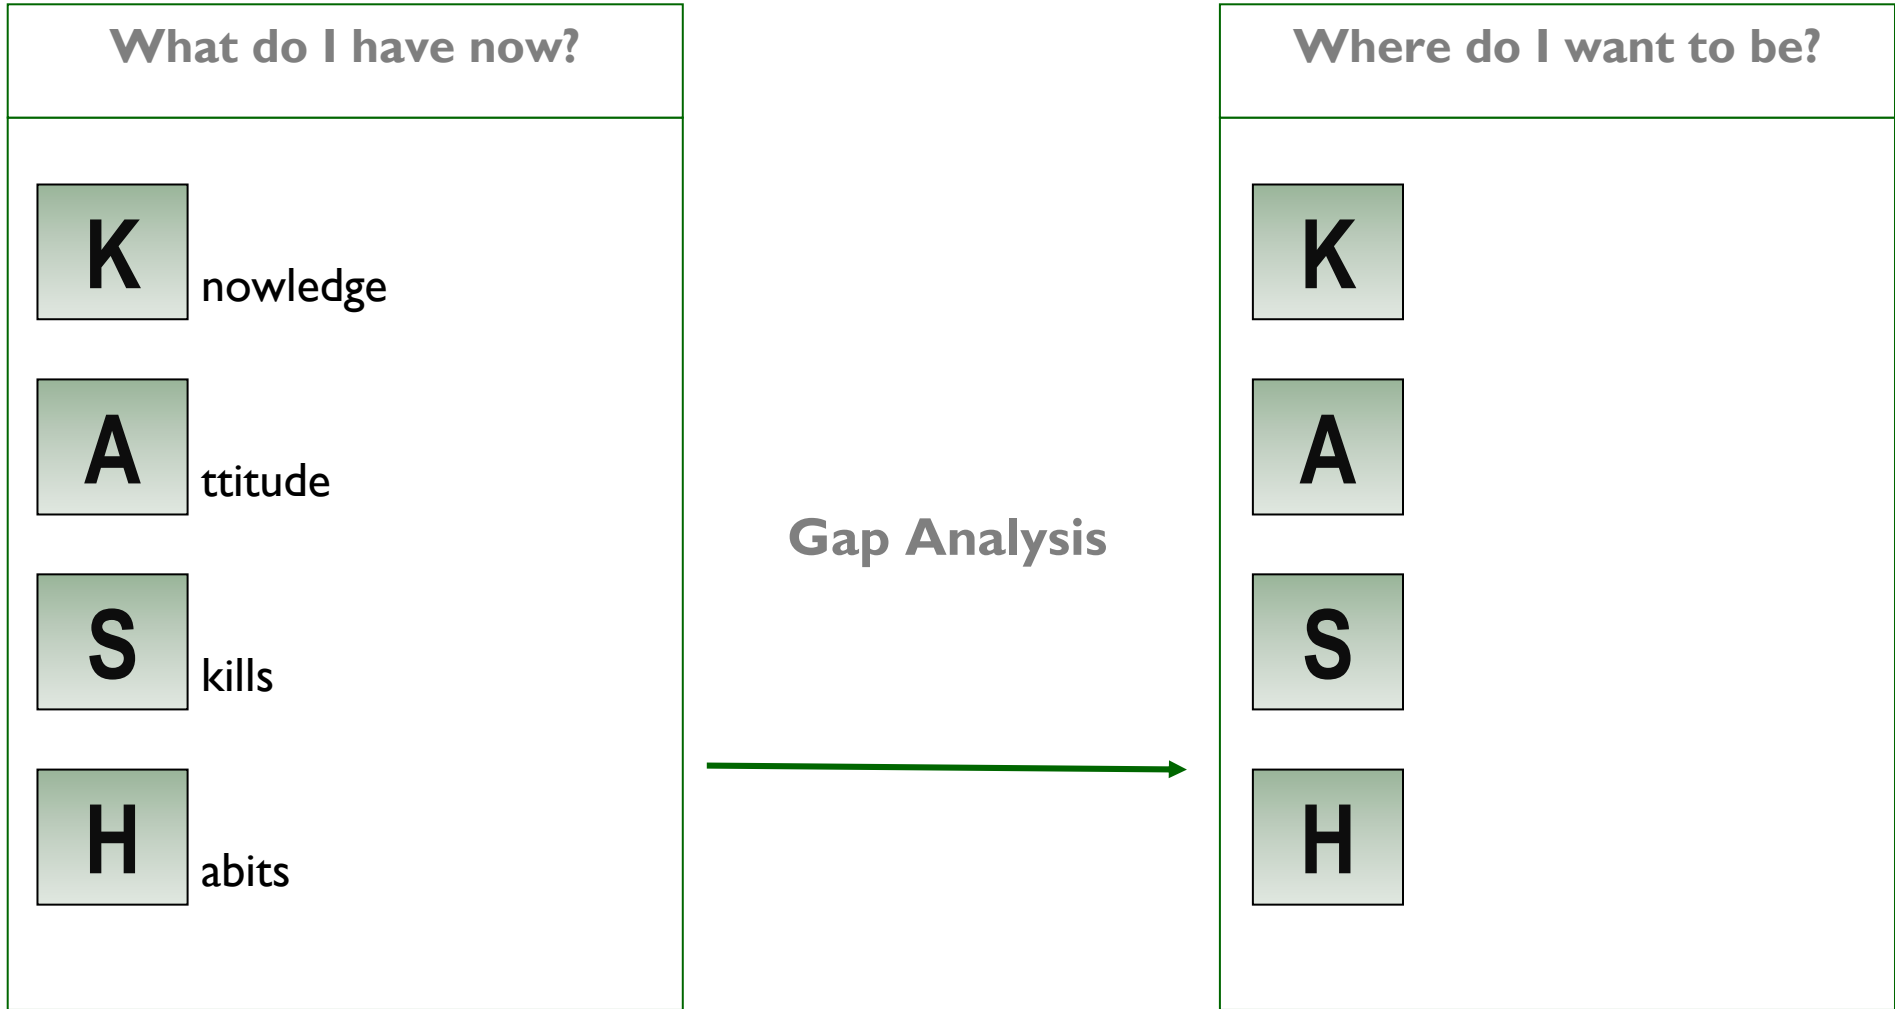 What do I have now?
K nowledge
A ttitude
S kills
H abits
Gap Analysis
Where do I want to be?
K
A
S
H